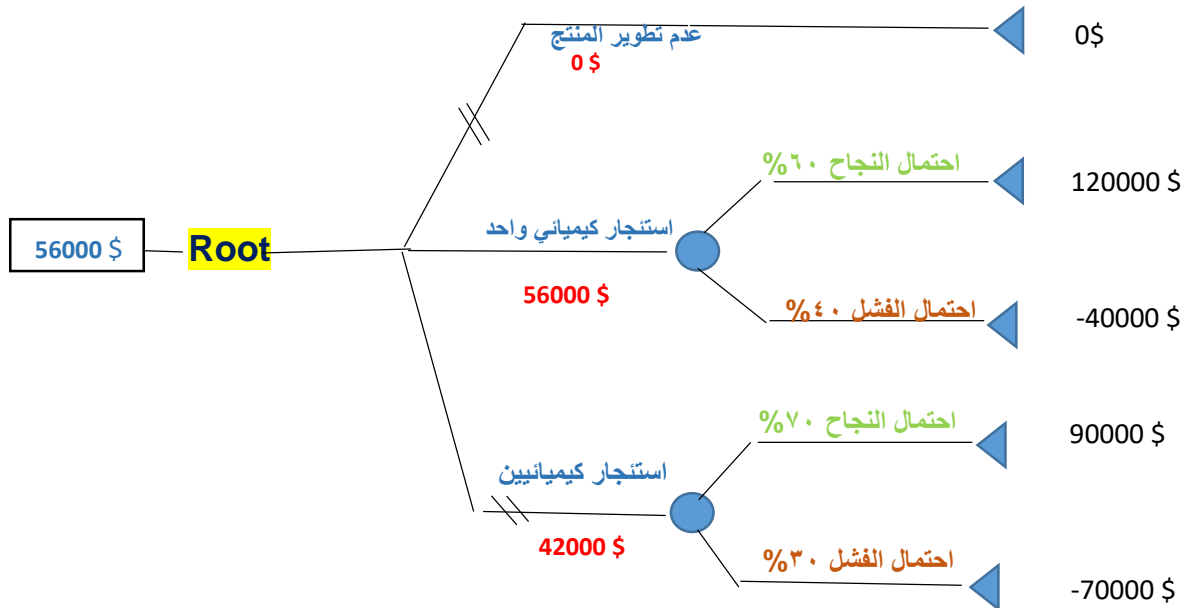 عدم تطوير المنتج
0 $
0$
احتمال النجاح ٦٠%
120000 $
56000 $
Root
استئجار كيميائي واحد
56000 $
احتمال الفشل ٤٠%
-40000 $
احتمال النجاح ٧٠%
90000 $
استئجار كيميائيين
42000 $
احتمال الفشل ٣٠%
-70000 $